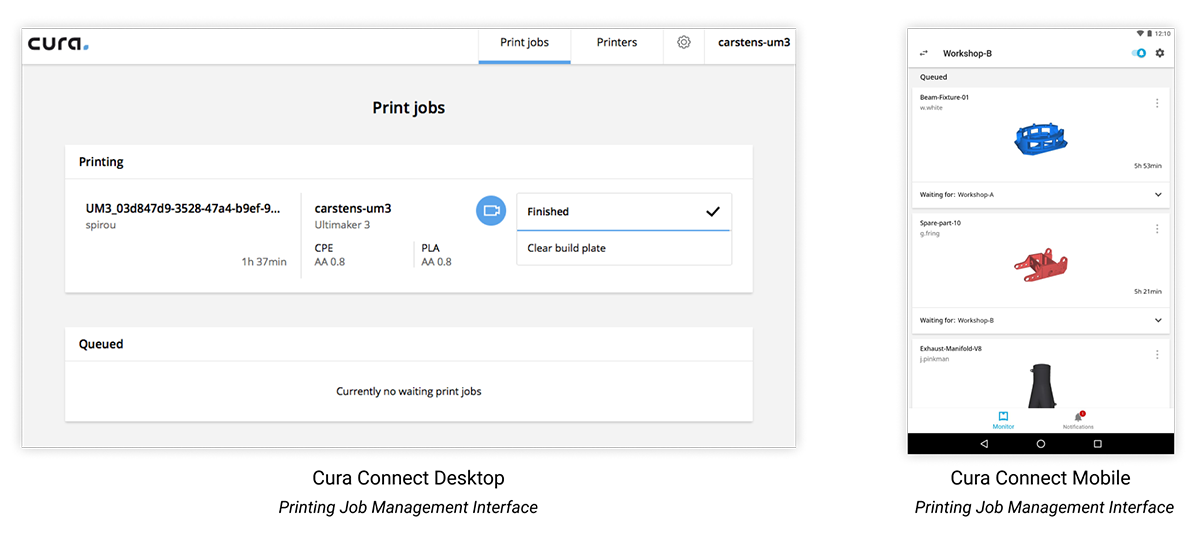 cura.
Print jobs
Printers
carstens-um3
Print jobs
Printing
UM3_03d847d9-3528-47a4-b9ef-9...
spirou
1h 37min
carstens-um3
Ultimaker 3
CPE
AA 0.8
PLA
AA 0.8
Finished
Clear build plate
Queued
Currently no waiting print jobs
Cura Connect Desktop
Printing Job Management Interface
12:10
Workshop-B
Queued
Beam-Fixture-01
w.white
5h 53min
Waiting for: Workshop-A
Spare-part-10
g.fring
5h 21min
Waiting for: Workshop-B
Exhaust-Manifold-V8
j.pinkman
Monitor
Notifications
Cura Connect Mobile
Printing Job Management Interface